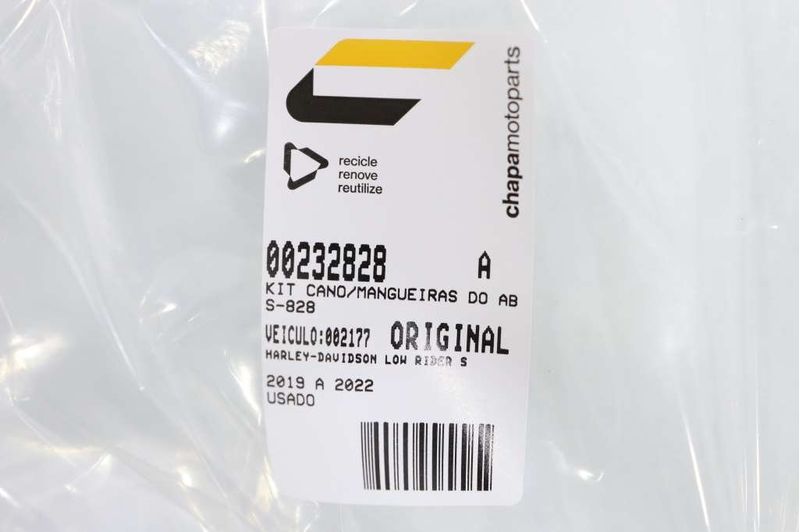 chapamotoparts
recicle
renove
reutilize
00232828 A
KIT CANO/MANGUEIRAS DO AB
S-828
VEICULO:002177 ORIGINAL
HARLEY-DAVIDSON LOW RIDER S
2019 A 2022
USADO